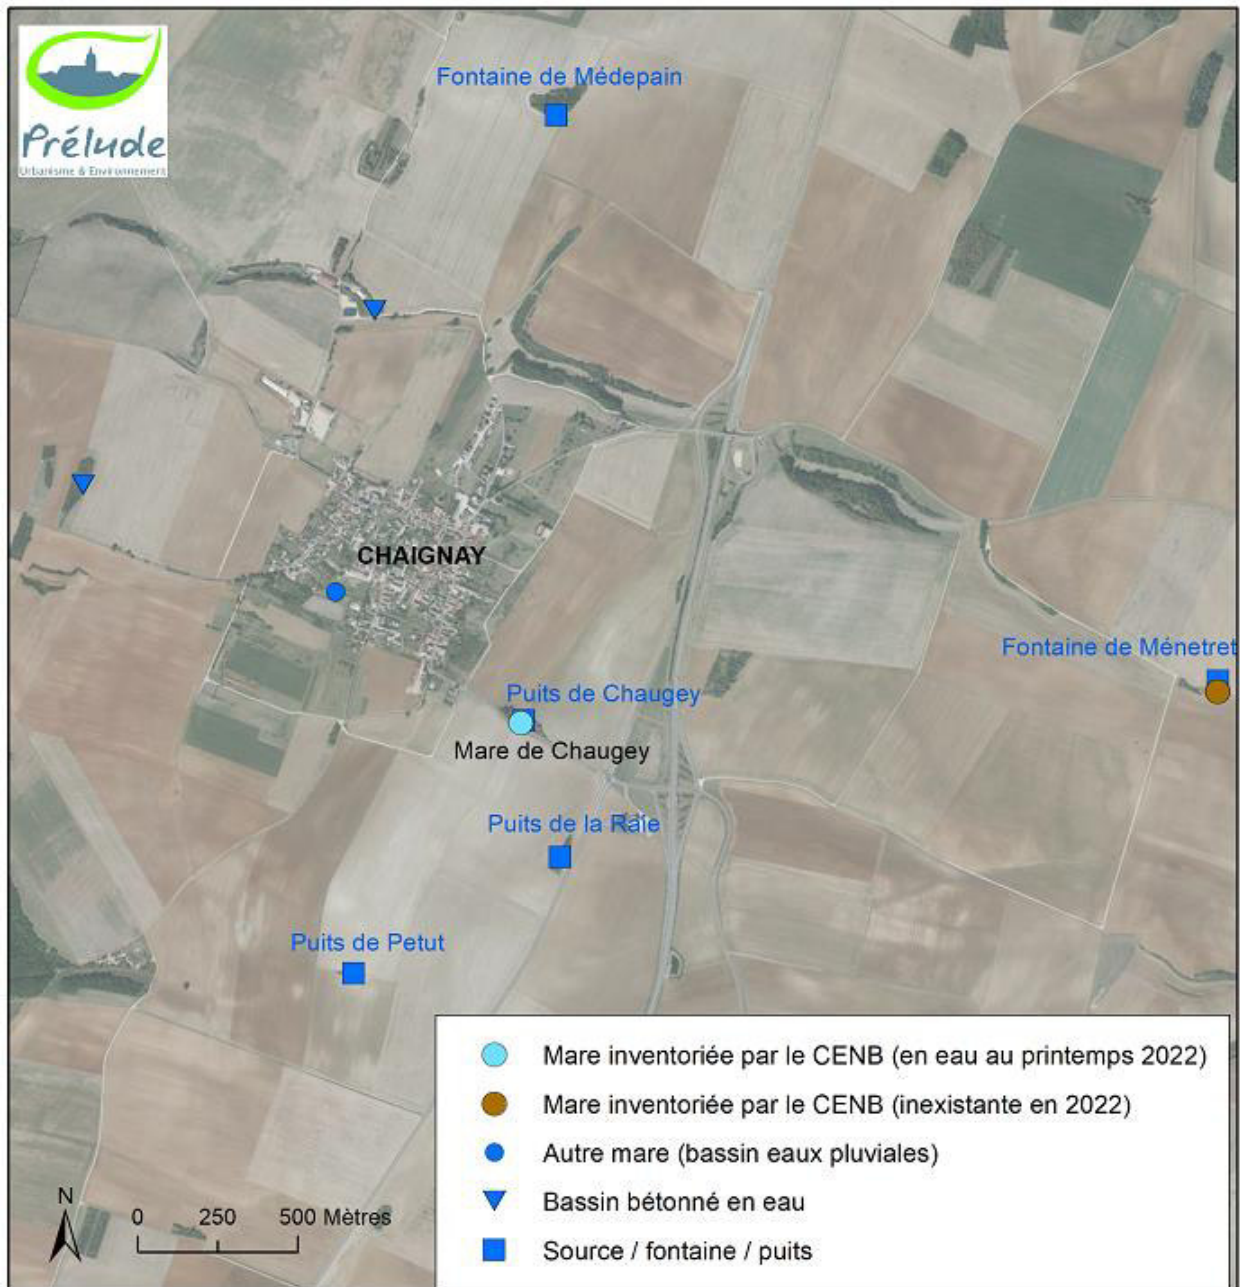 Prélude
Urbanisme & Environnement
Fontaine de Médepain
CHAIGNAY
Fontaine de Ménetret
Puits de Chaugey
Mare de Chaugey
Puits de la Raie
Puits de Petut
Mare inventoriée par le CENB (en eau au printemps 2022)
Mare inventoriée par le CENB (inexistante en 2022)
Autre mare (bassin eaux pluviales)
Bassin bétonné en eau
Source / fontaine / puits
N
0 250 500 Mètres